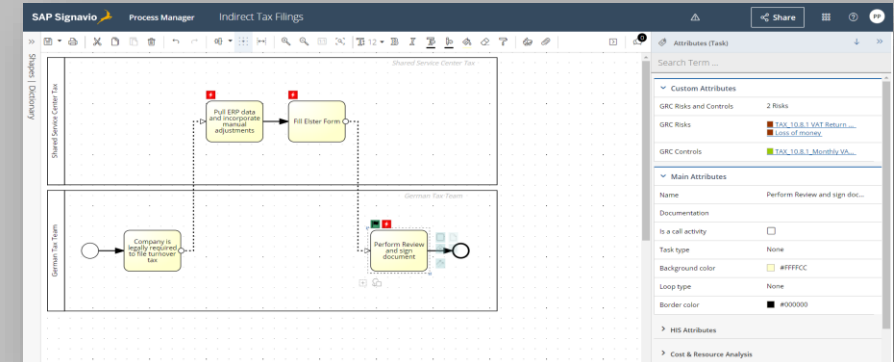 SAP Signavio
Process Manager
Indirect Tax Filings
Share
PP
12
B
I
0
Attributes (Task)
Search Term ...
Shapes | Dictionary
Shared Service Center Tax
Shared Service Center Tax
Pull ERP data
and incorporate
manual
adjustments
Fill Elster Form
German Tax Team
German Tax Team
Company is
legally required
to file turnover
tax
Perform Review
and sign
document
Custom Attributes
GRC Risks and Controls 2 Risks
GRC Risks TAX_10.8.1 VAT Return ...
Loss of money
GRC Controls TAX_10.8.1_Monthly VA...
Main Attributes
Name Perform Review and sign doc...
Documentation
Is a call activity
Task type None
Background color #FFFFCC
Loop type None
Border color #000000
HIS Attributes
Cost & Resource Analysis